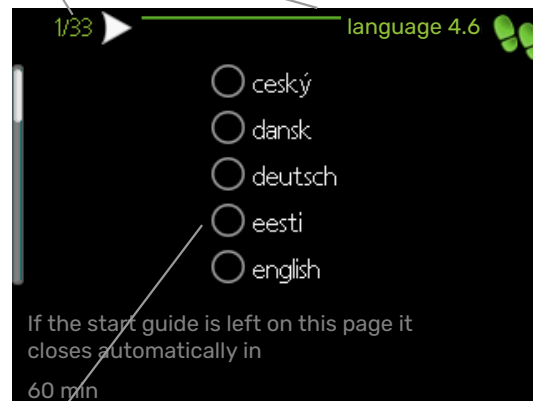 1/33 language 4.6
ceský
dansk
deutsch
eesti
english
If the start guide is left on this page it
closes automatically in
60 min